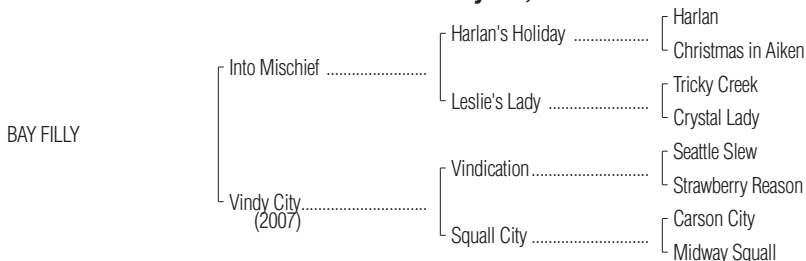 Harlan
Harlan's Holiday ..................
Christmas in Aiken
Into Mischief ........................
Tricky Creek
Leslie's Lady ........................
Crystal Lady
BAY FILLY
Seattle Slew
Vindication............................
Strawberry Reason
Vindy City..............................
(2007)
Carson City
Squall City ............................
Midway Squall